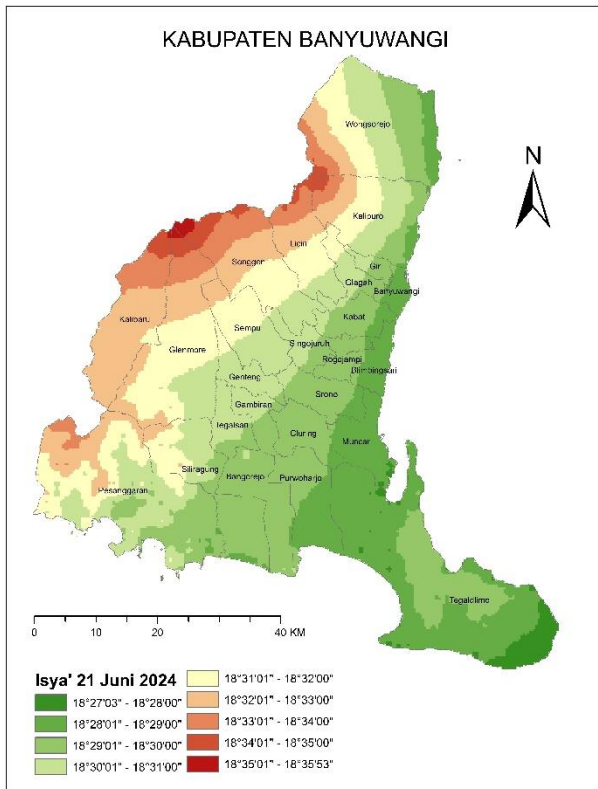 KABUPATEN BANYUWANGI
N
Wongsorejo
Kalipuro
Licin
Songgon
Giri
Glagah
Banyuwangi
Kalibaru
Kabat
Sempu
Glenmore
Singojuruh
Rogojampi
Blimbingsari
Genteng
Srono
Gambiran
Tegalsari
Cluring
Muncar
Siliragung
Bangorejo
Purwoharjo
Pesanggaran
Tegaldlimo
0 10 20 40 KM
Isya' 21 Juni 2024
18°27'03" - 18°28'00"
18°28'01" - 18°29'00"
18°29'01" - 18°30'00"
18°30'01" - 18°31'00"
18°31'01" - 18°32'00"
18°32'01" - 18°33'00"
18°33'01" - 18°34'00"
18°34'01" - 18°35'00"
18°35'01" - 18°35'53"